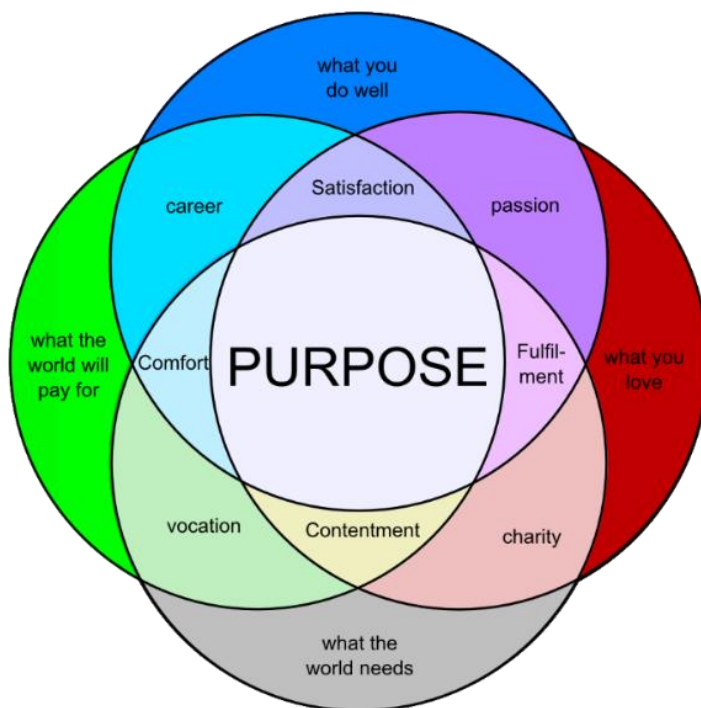 what you
do well
career
Satisfaction
passion
what the
world will
pay for
Comfort
PURPOSE
Fulfil-
ment
what you
love
vocation
Contentment
charity
what the
world needs